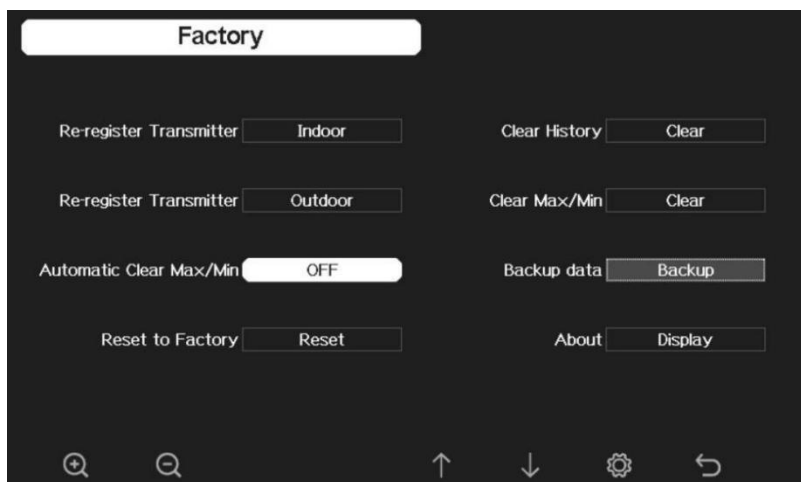 Factory
Re-register Transmitter Indoor Clear History Clear
Re-register Transmitter Outdoor Clear Max/Min Clear
Automatic Clear Max/Min OFF Backup data Backup
Reset to Factory Reset About Display